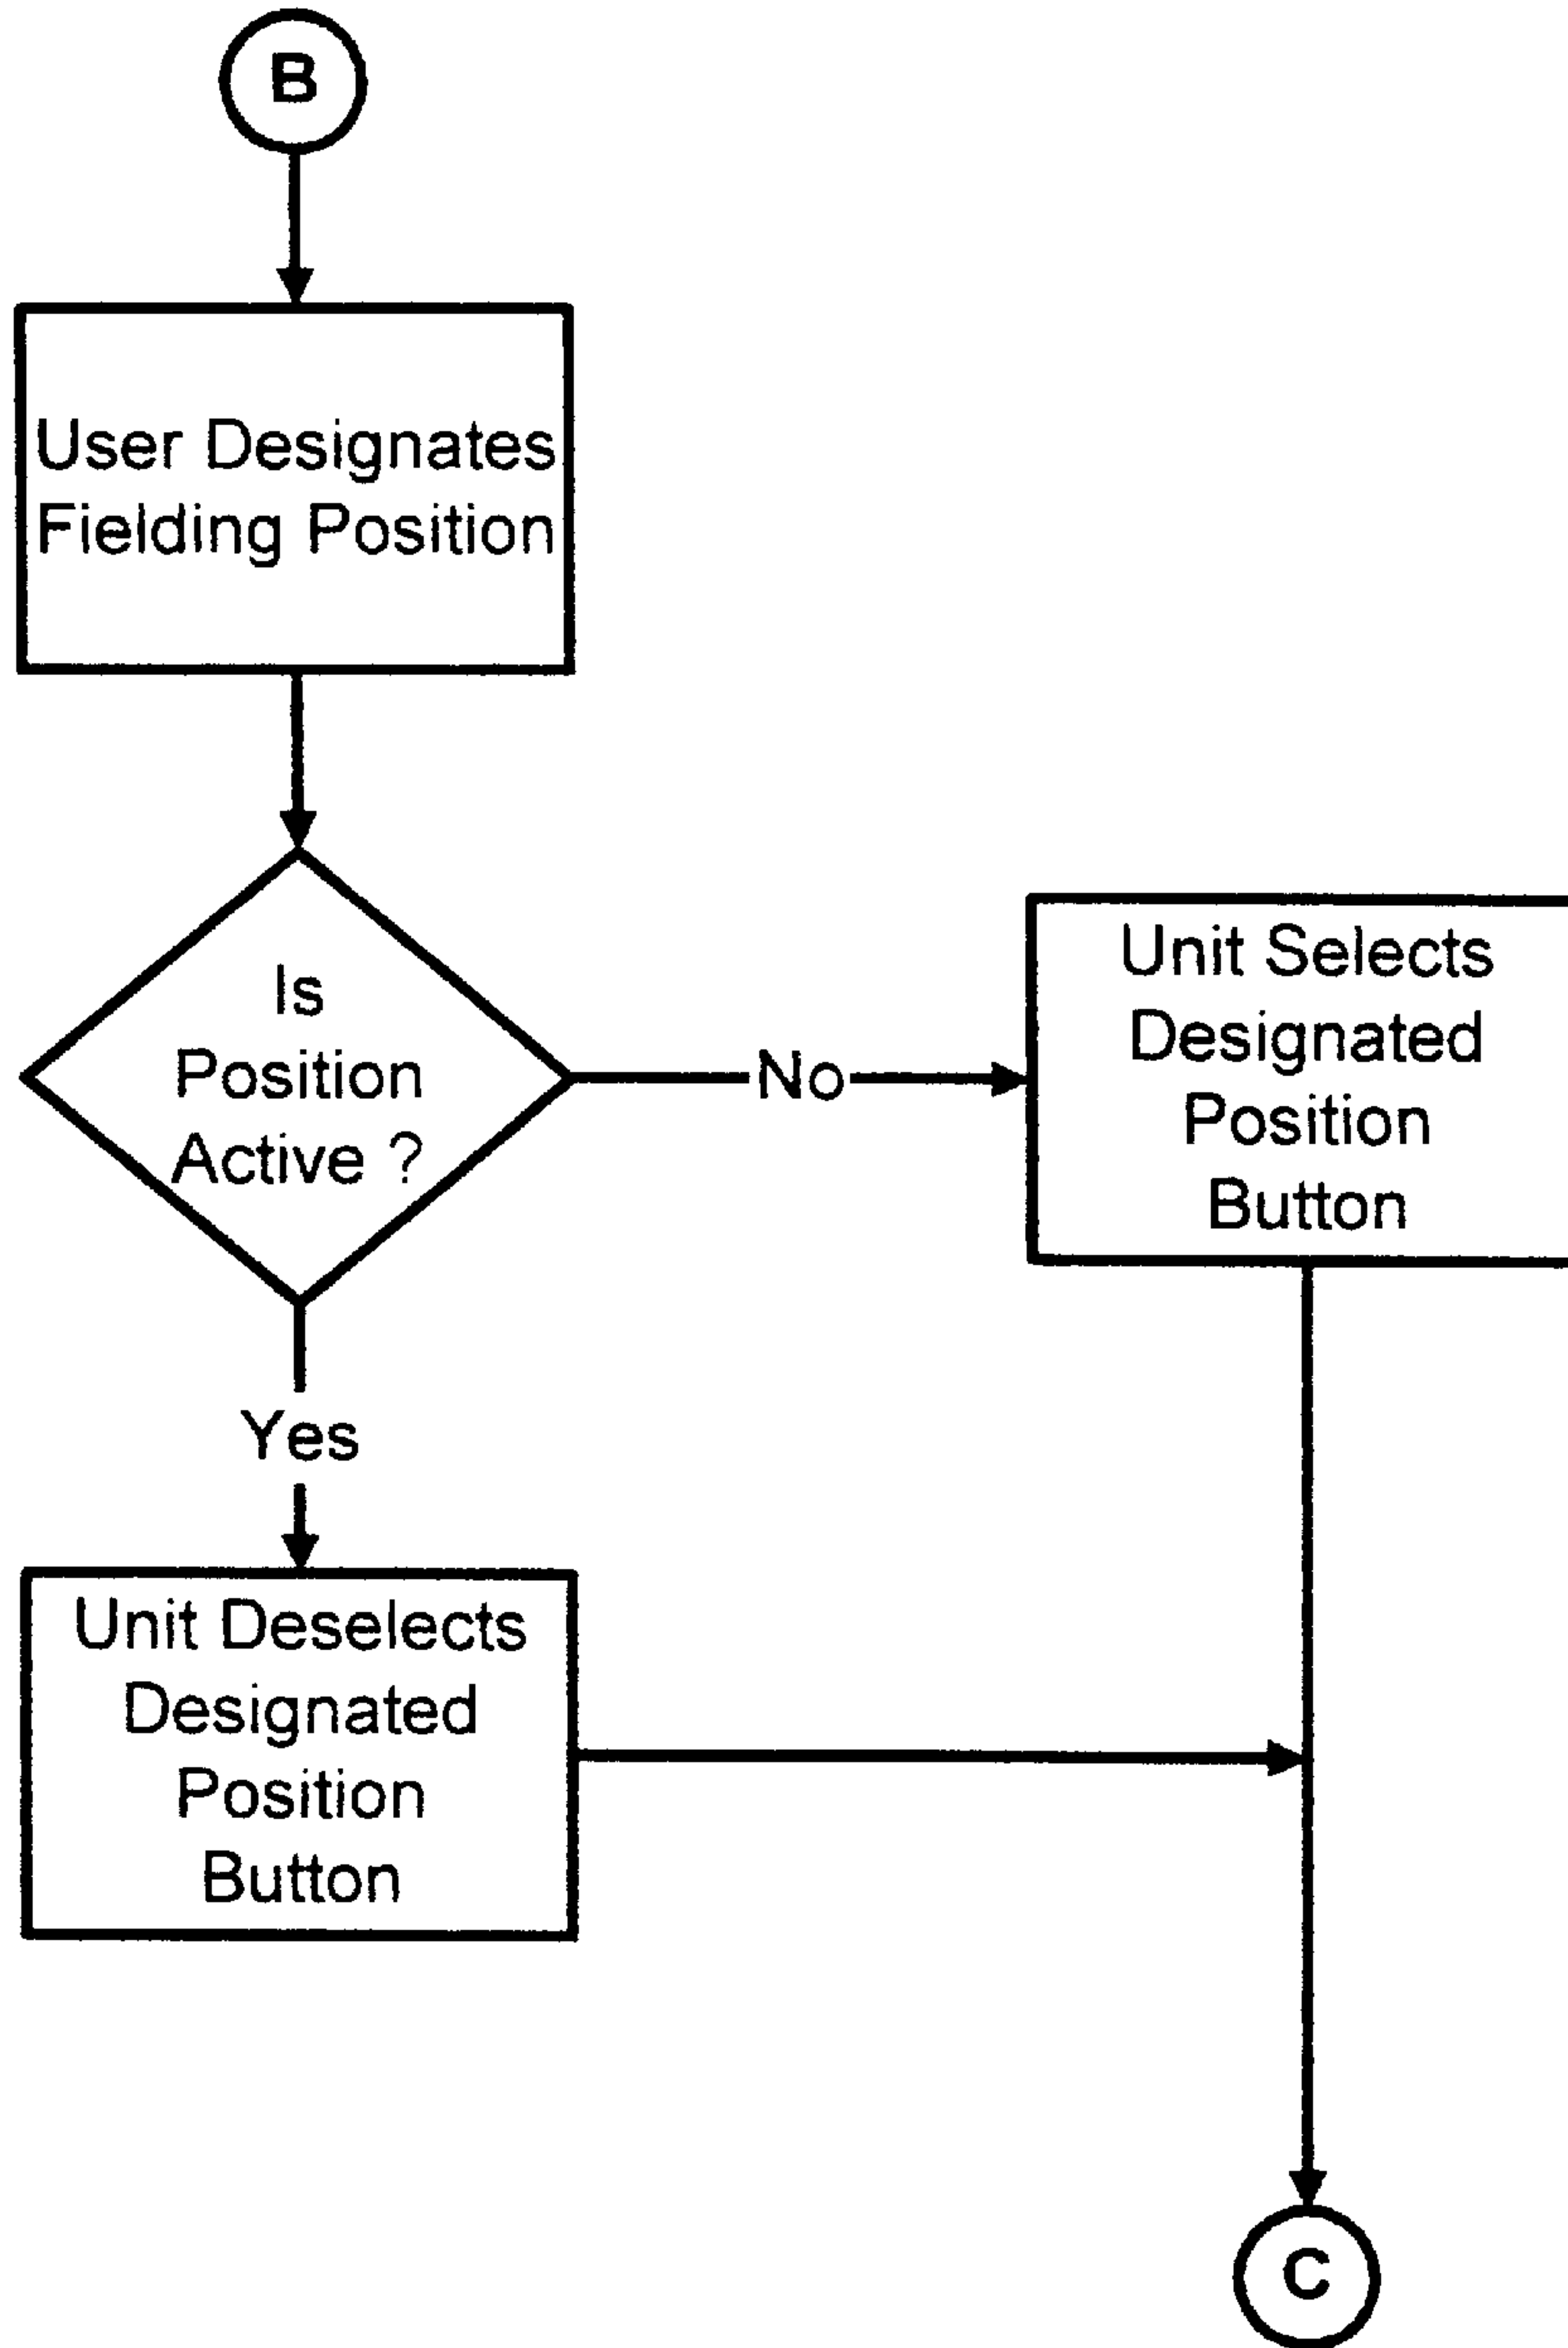 B
User Designates
Fielding Position
Is
Position
Active ?
No
Unit Selects
Designated
Position
Button
Yes
Unit Deselects
Designated
Position
Button
C